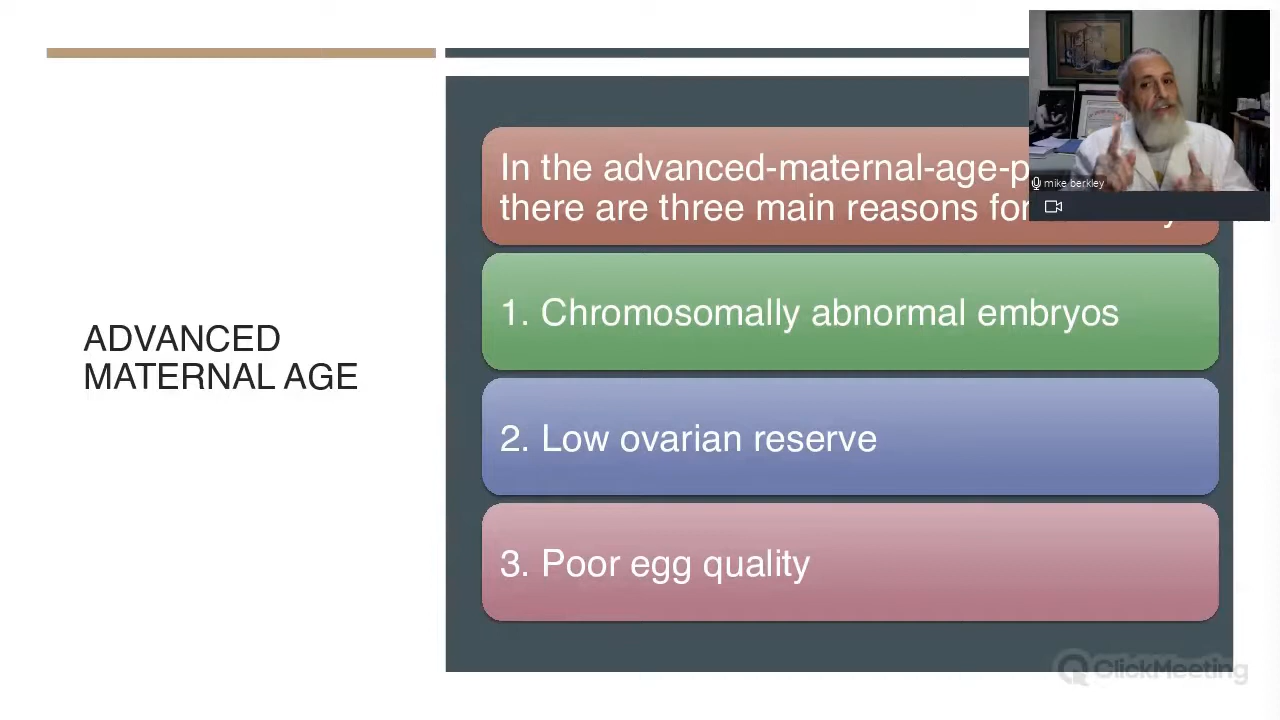 ADVANCED
MATERNAL AGE
In the advanced-maternal-age-p
there are three main reasons for
1. Chromosomally abnormal embryos
2. Low ovarian reserve
3. Poor egg quality
mike berkley
ClickMeeting